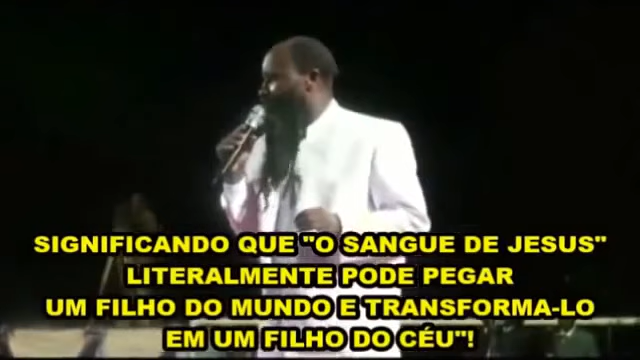 SIGNIFICANDO QUE "O SANGUE DE JESUS"
LITERALMENTE PODE PEGAR
UM FILHO DO MUNDO E TRANSFORMA-LO
EM UM FILHO DO CÉU"!